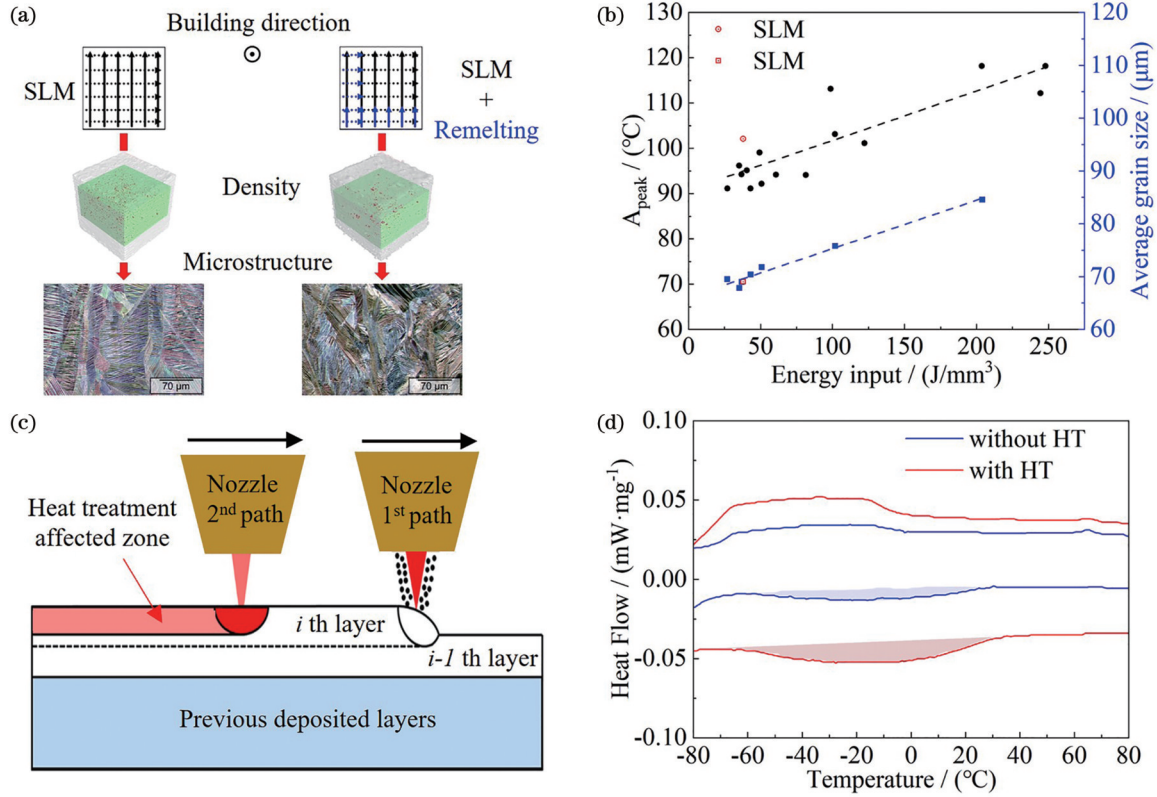 (a)
Building direction
SLM
SLM
+
Remelting
Density
Microstructure
70 μm
70 μm
(b)
130
120
110
100
90
80
70
60
A_peak / (℃)
SLM
SLM
120
110
100
90
80
70
60
Average grain size / (μm)
0
50
100
150
200
250
Energy input / (J/mm³)
(c)
Nozzle
2nd path
Nozzle
1st path
Heat treatment
affected zone
i th layer
i-1 th layer
Previous deposited layers
(d)
without HT
with HT
0.10
0.05
0.00
-0.05
-0.10
Heat Flow / (mW·mg⁻¹)
-80
-60
-40
-20
0
20
40
60
80
Temperature / (℃)